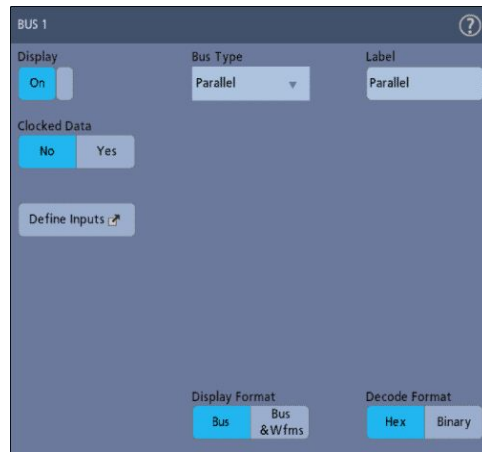 BUS 1
?
Display
Bus Type
Label
On
Parallel
Parallel
Clocked Data
No
Yes
Define Inputs
Display Format
Decode Format
Bus
Bus
&Wfms
Hex
Binary